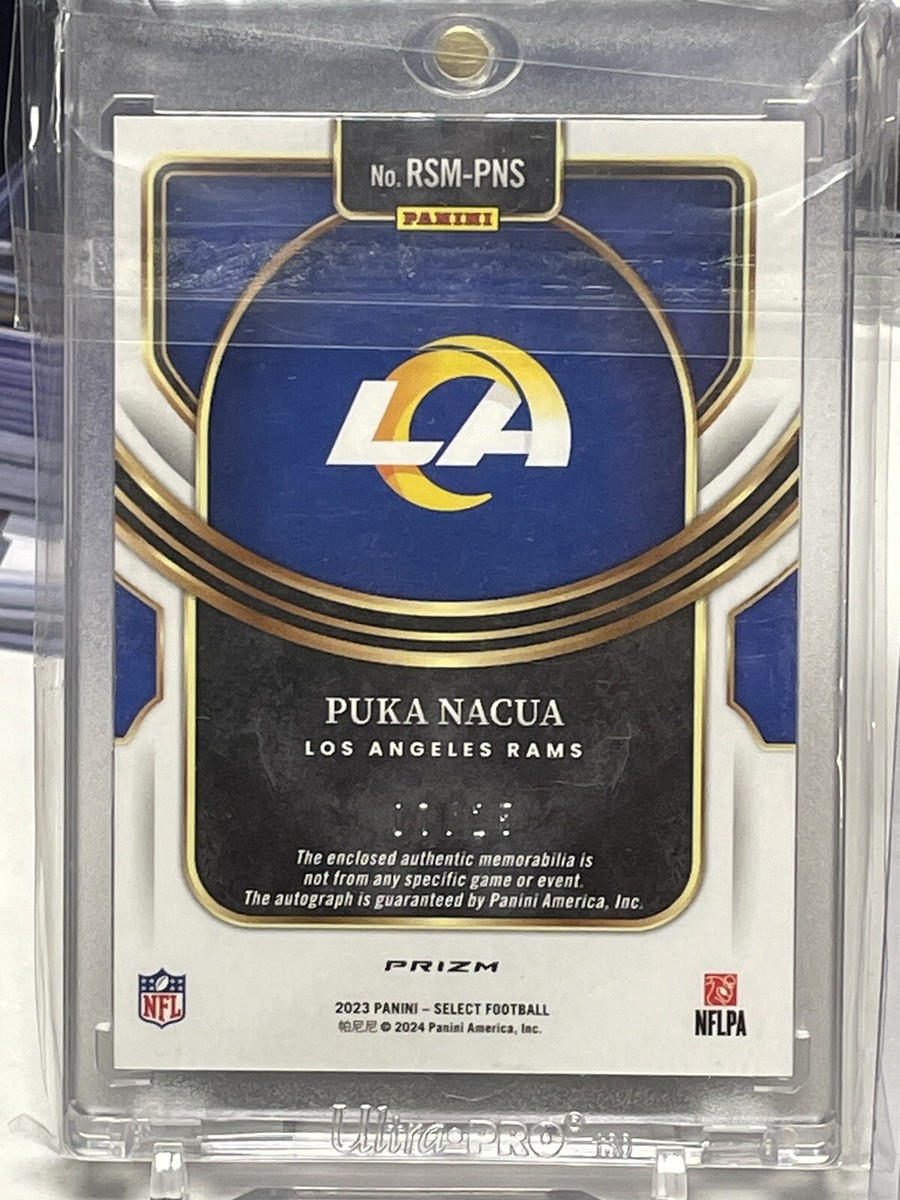 No. RSM-PNS
PANINI
LA
PUKA NACUA
LOS ANGELES RAMS
The enclosed authentic memorabilia is
not from any specific game or event.
The autograph is guaranteed by Panini America, Inc.
PRIZM
NFL
2023 PANINI – SELECT FOOTBALL
帕尼尼 © 2024 Panini America, Inc.
NFLPA
Ultra PRO®